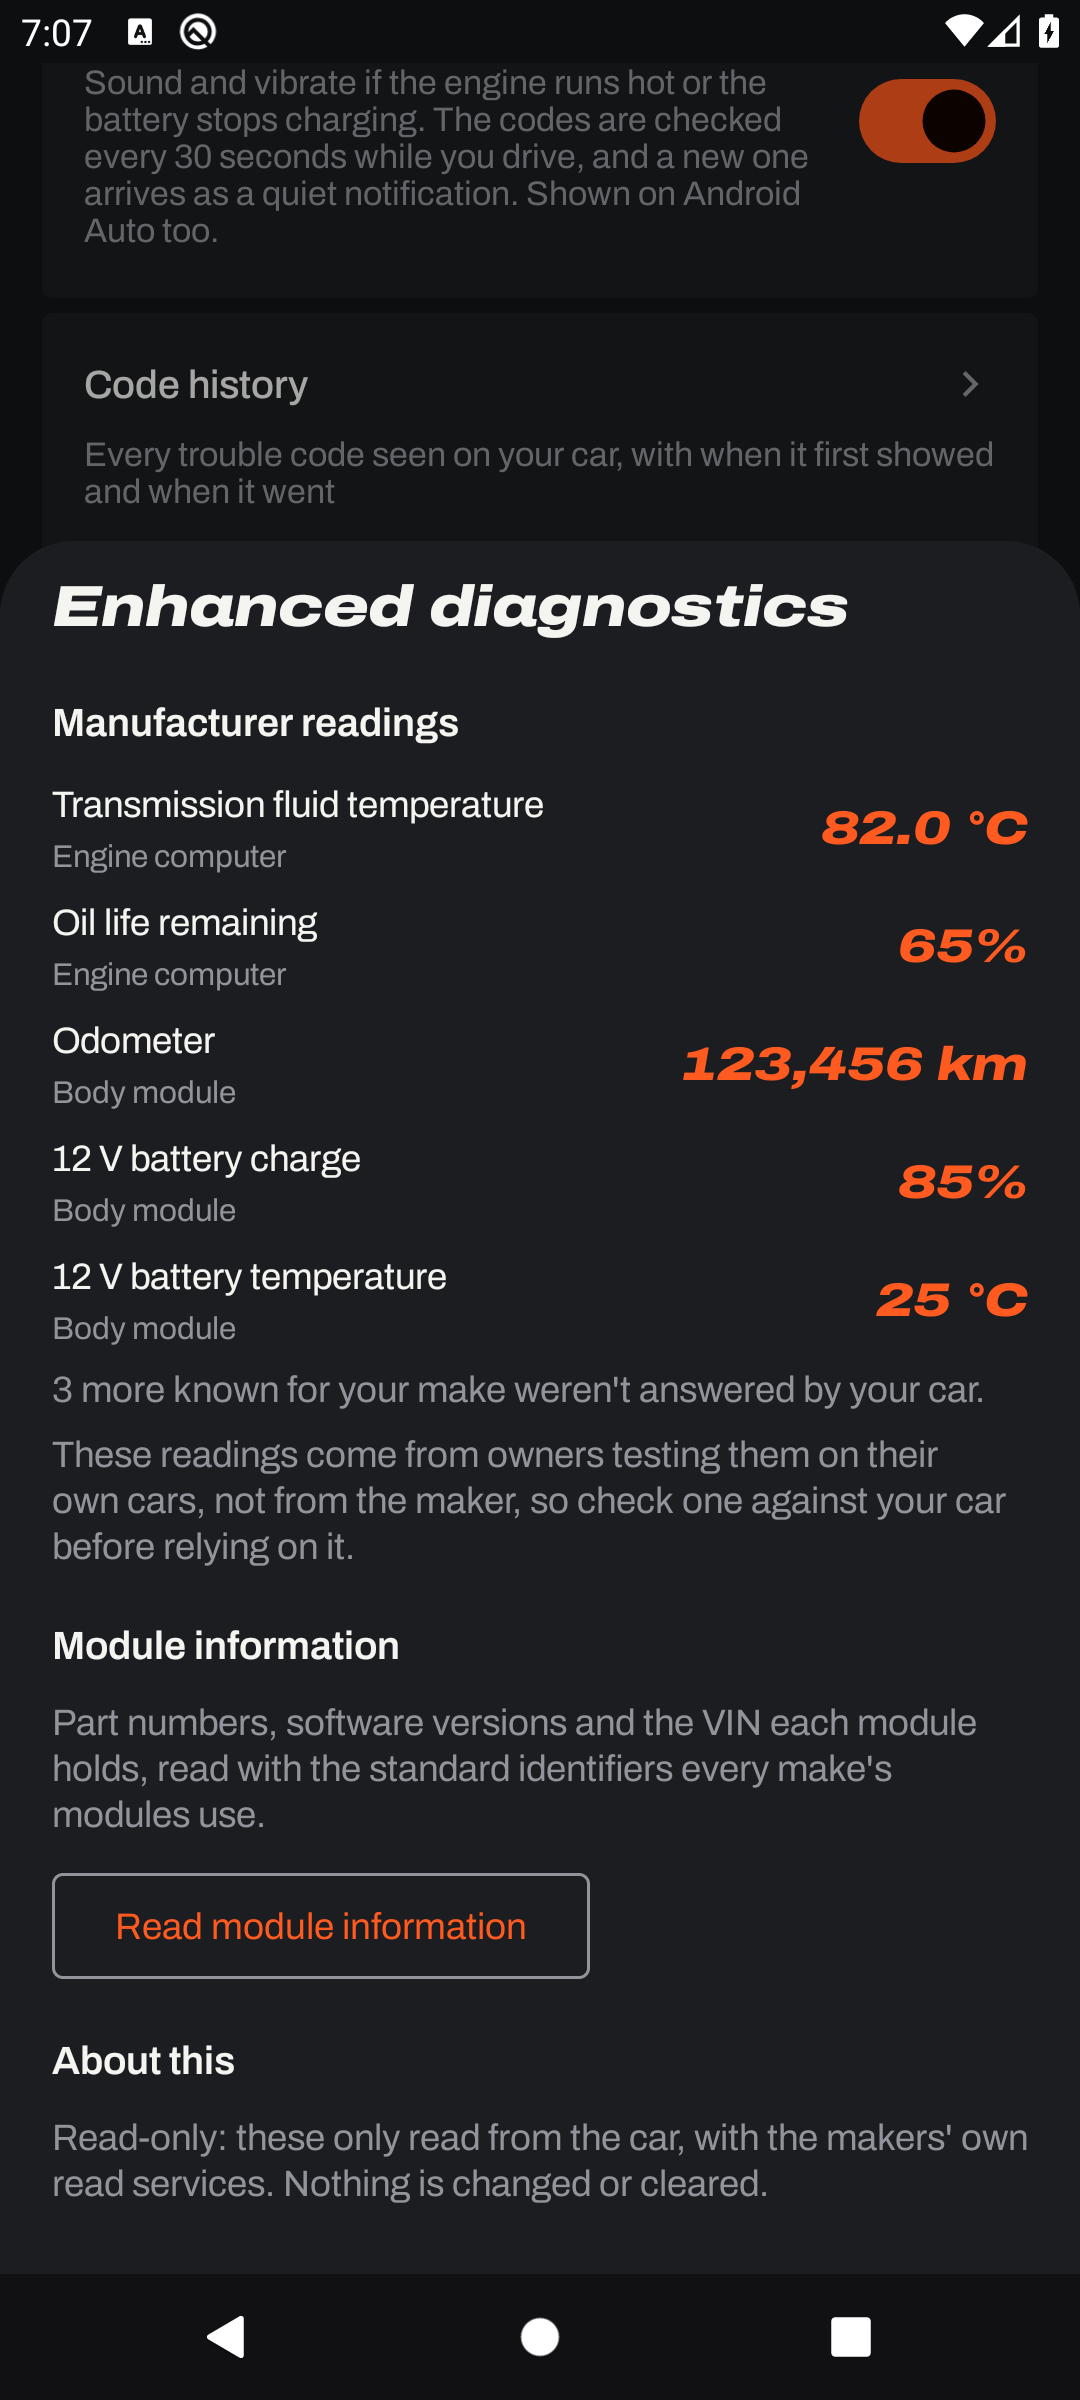 7:07
Sound and vibrate if the engine runs hot or the
battery stops charging. The codes are checked
every 30 seconds while you drive, and a new one
arrives as a quiet notification. Shown on Android
Auto too.
Code history
Every trouble code seen on your car, with when it first showed
and when it went
Enhanced diagnostics
Manufacturer readings
Transmission fluid temperature
Engine computer
82.0 °C
Oil life remaining
Engine computer
65%
Odometer
Body module
123,456 km
12 V battery charge
Body module
85%
12 V battery temperature
Body module
25 °C
3 more known for your make weren't answered by your car.
These readings come from owners testing them on their
own cars, not from the maker, so check one against your car
before relying on it.
Module information
Part numbers, software versions and the VIN each module
holds, read with the standard identifiers every make's
modules use.
Read module information
About this
Read-only: these only read from the car, with the makers' own
read services. Nothing is changed or cleared.